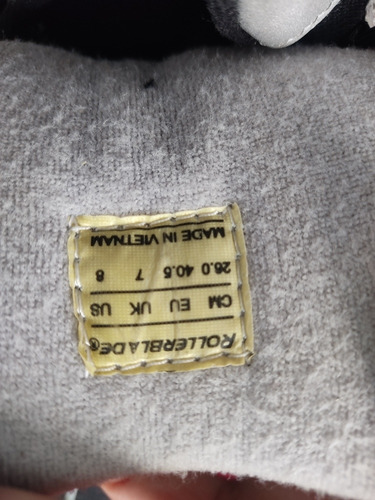 ROLLERBLADE®
CM EU UK US
26.0 40.5 7 8
MADE IN VIETNAM